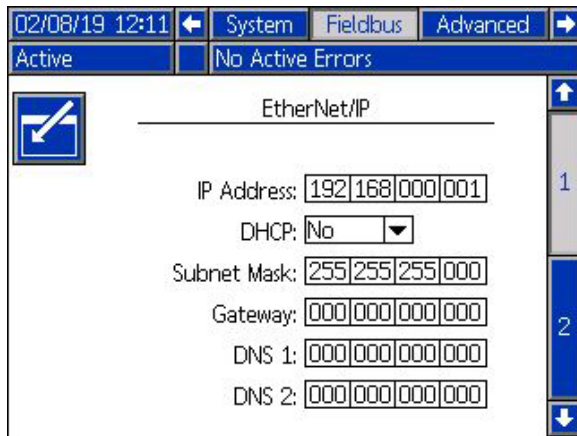 02/08/19 12:11 System Fieldbus Advanced
Active No Active Errors
EtherNet/IP
IP Address: 192 168 000 001
1
DHCP: No
Subnet Mask: 255 255 255 000
Gateway: 000 000 000 000
2
DNS 1: 000 000 000 000
DNS 2: 000 000 000 000